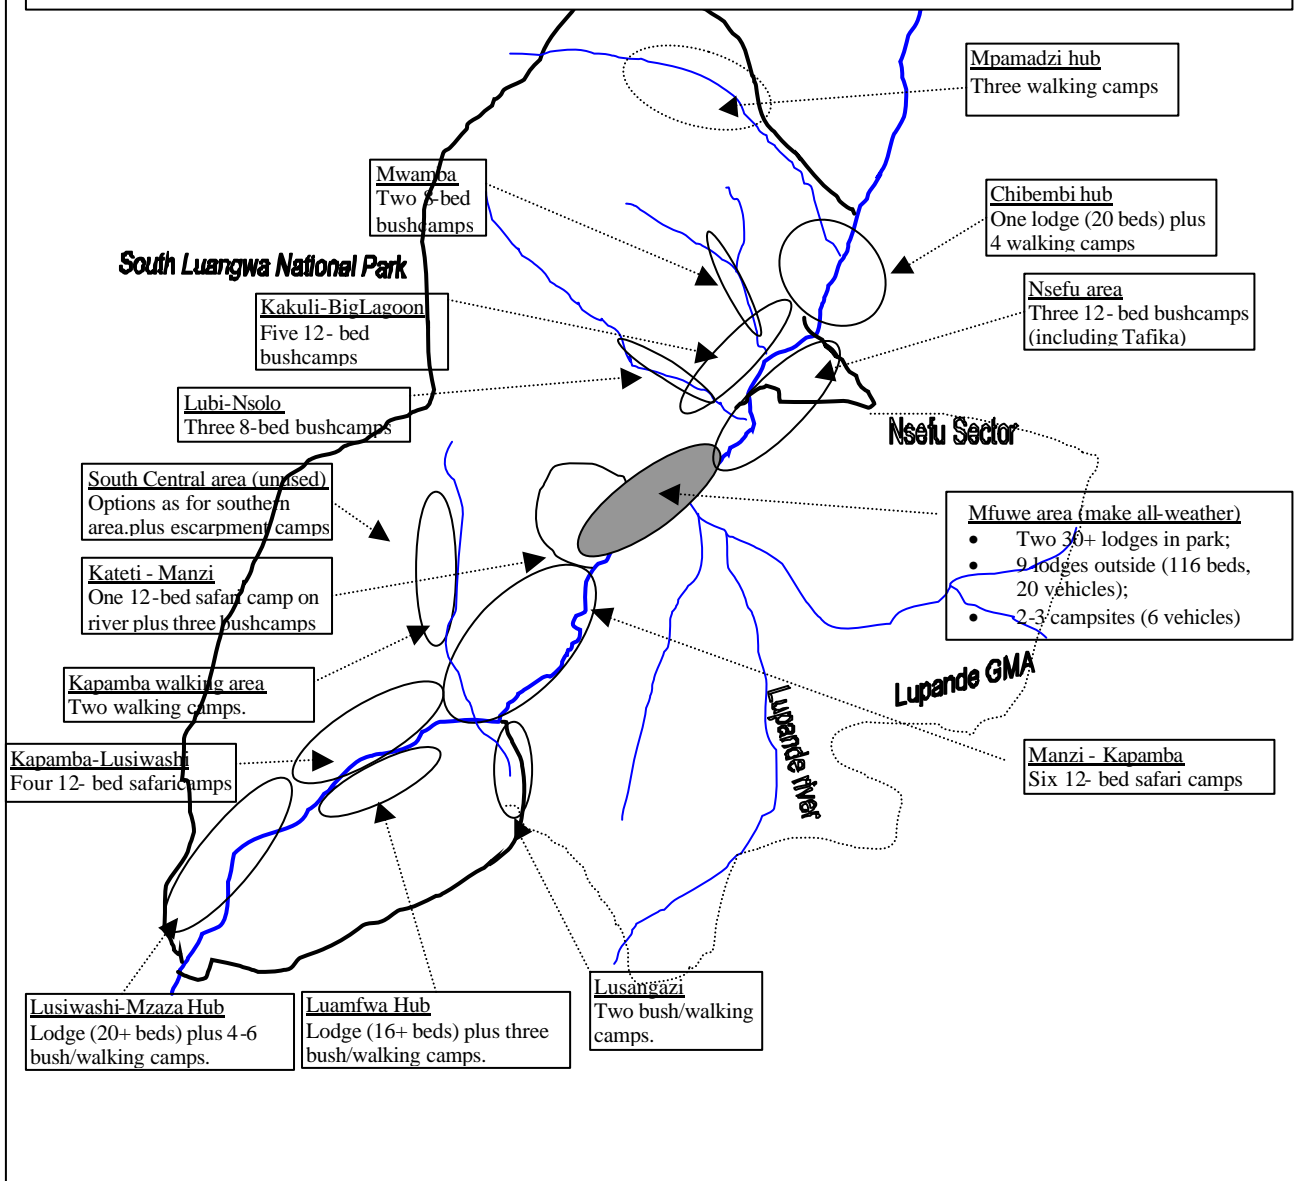 Mpamadzi hub
Three walking camps
Mwamba
Two 8-bed
bushcamps
Chibembi hub
One lodge (20 beds) plus
4 walking camps
South Luangwa National Park
Kakuli-BigLagoon
Five 12- bed
bushcamps
Nsefu area
Three 12- bed bushcamps
(including Tafika)
Lubi-Nsolo
Three 8-bed bushcamps
Nsefu Sector
South Central area (unused)
Options as for southern
area.plus escarpment camps
Mfuwe area (make all-weather)
• Two 30+ lodges in park;
• 9 lodges outside (116 beds,
20 vehicles);
• 2-3 campsites (6 vehicles)
Kateti - Manzi
One 12-bed safari camp on
river plus three bushcamps
Kapamba walking area
Two walking camps.
Lupande GMA
Lupande river
Kapamba-Lusiwashi
Four 12- bed safaricamps
Manzi - Kapamba
Six 12- bed safari camps
Lusiwashi-Mzaza Hub
Lodge (20+ beds) plus 4-6
bush/walking camps.
Luamfwa Hub
Lodge (16+ beds) plus three
bush/walking camps.
Lusangazi
Two bush/walking
camps.